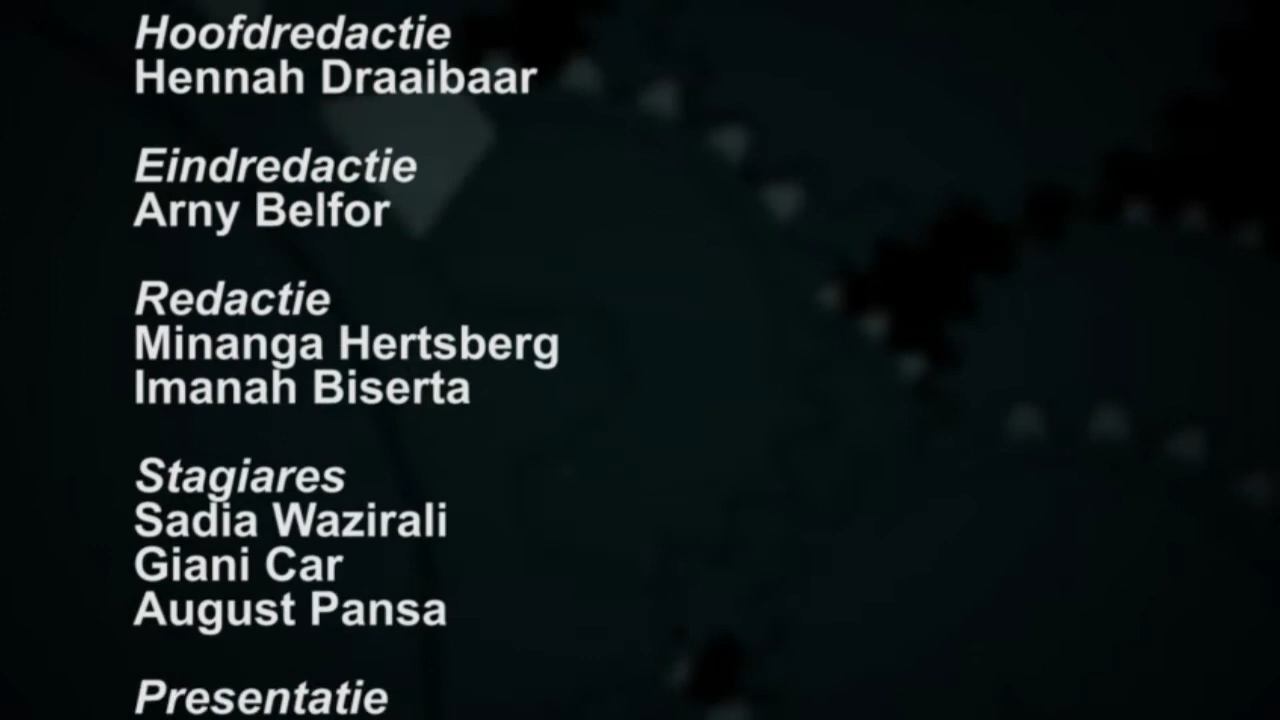 Hoofdredactie
Hennah Draaibaar
Eindredactie
Arny Belfor
Redactie
Minanga Hertsberg
Imanah Biserta
Stagiares
Sadia Wazirali
Giani Car
August Pansa
Presentatie